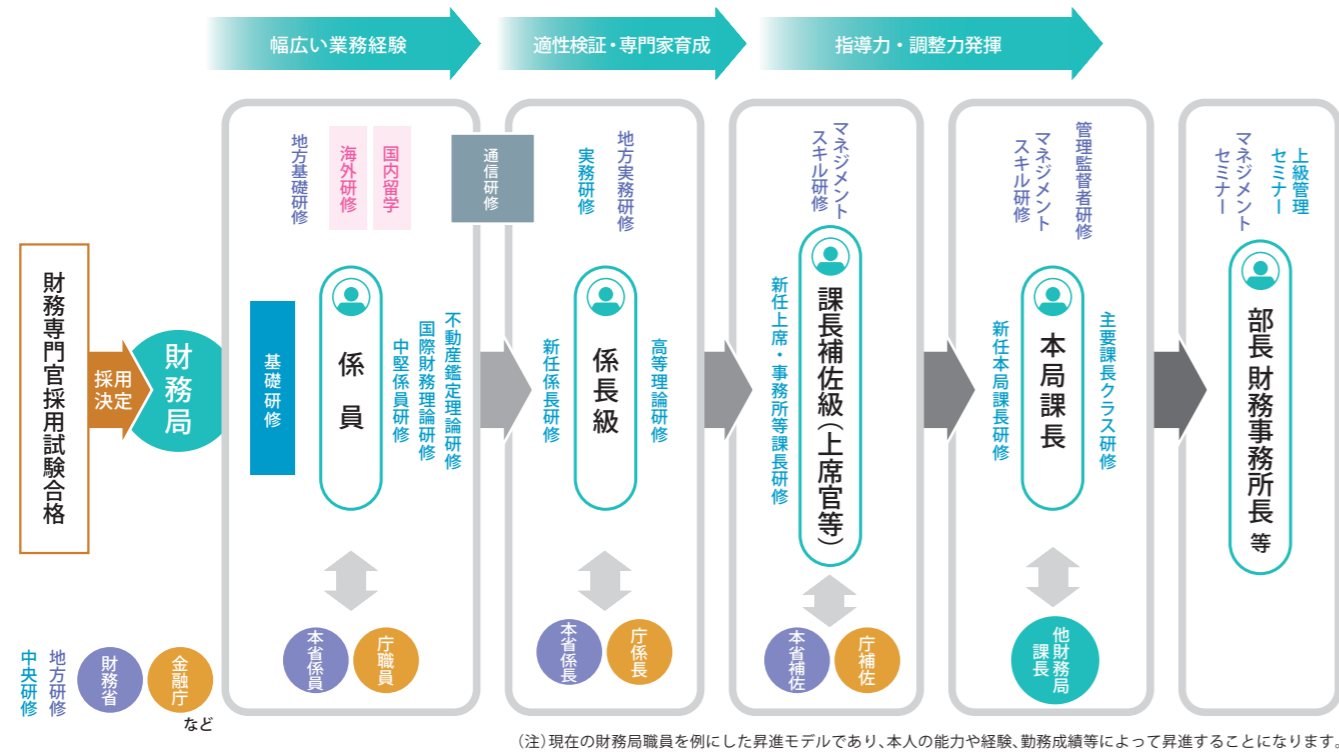 幅広い業務経験
適性検証・専門家育成
指導力・調整力発揮
財務専門官採用試験合格
採用
決定
財務局
地方基礎研修
海外研修
国内留学
通信研修
基礎研修
係員
不動産鑑定理論研修
国際財務理論研修
中堅係員研修
本省係員
庁職員
地方実務研修
実務研修
新任係長研修
係長級
高等理論研修
本省係長
庁係長
マネジメント
スキル研修
新任上席・事務所等課長研修
課長補佐級(上席官等)
本省補佐
庁補佐
管理監督者研修
マネジメント
スキル研修
新任本局課長研修
本局課長
主要課長クラス研修
他財務局
課長
上級管理
セミナー
マネジメント
セミナー
部長 財務事務所長 等
中央研修
地方研修
財務省
金融庁
など
(注)現在の財務局職員を例にした昇進モデルであり、本人の能力や経験、勤務成績等によって昇進することになります。